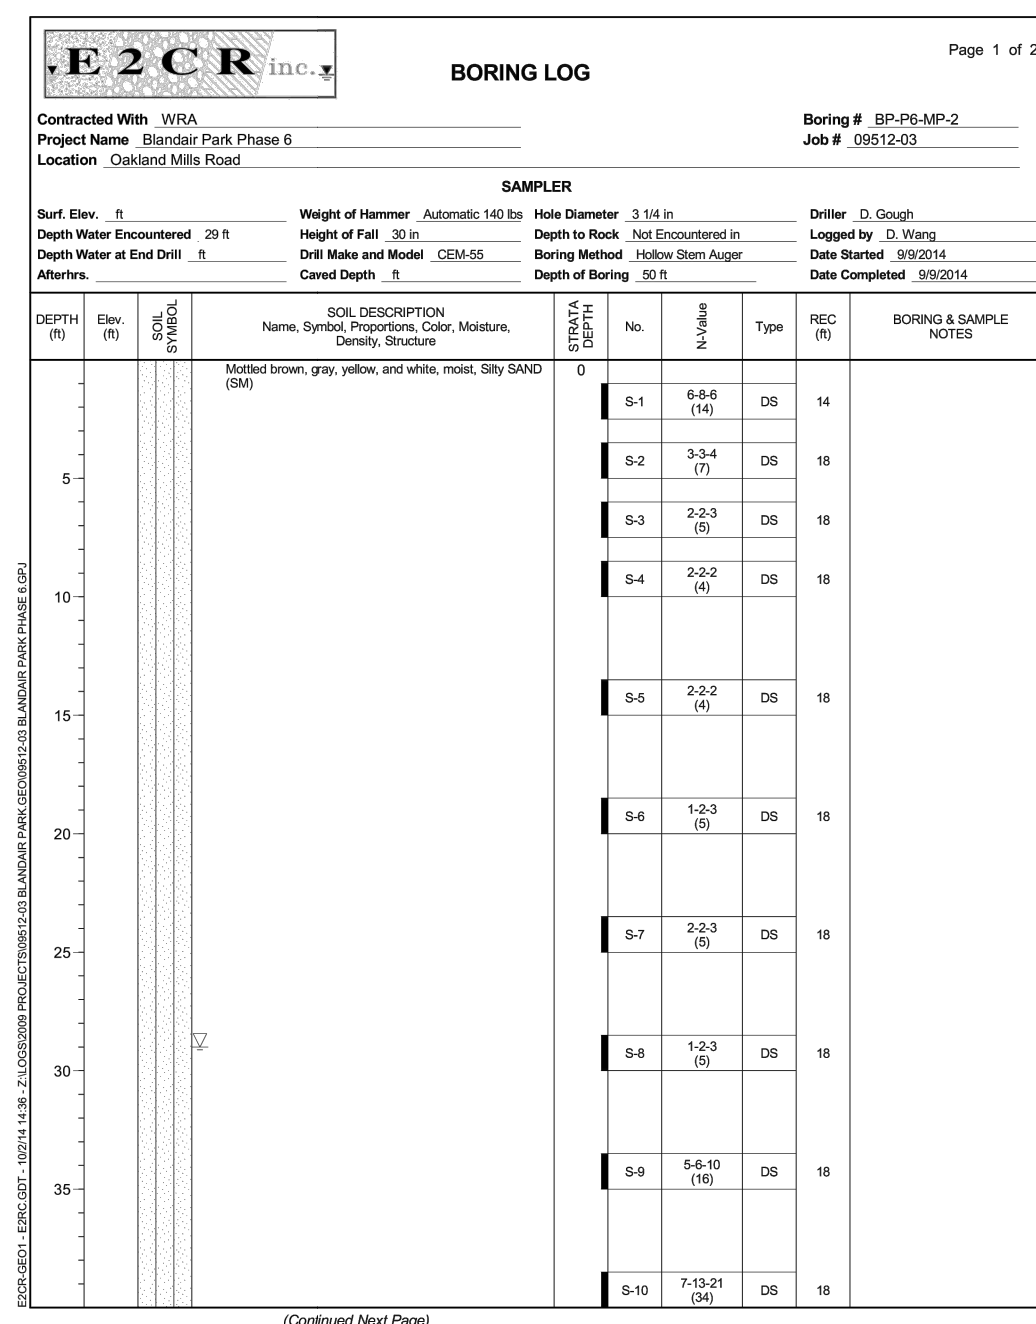 E2CR inc.
Page 1 of 2
BORING LOG
Contracted With WRA
Boring # BP-P6-MP-2
Project Name Blandair Park Phase 6
Job # 09512-03
Location Oakland Mills Road
SAMPLER
Surf. Elev. ft Weight of Hammer Automatic 140 lbs Hole Diameter 3 1/4 in Driller D. Gough
Depth Water Encountered 29 ft Height of Fall 30 in Depth to Rock Not Encountered in Logged by D. Wang
Depth Water at End Drill ft Drill Make and Model CEM-55 Boring Method Hollow Stem Auger Date Started 9/9/2014
Afterhrs. Caved Depth ft Depth of Boring 50 ft Date Completed 9/9/2014
DEPTH
(ft)
Elev.
(ft)
SOIL
SYMBOL
SOIL DESCRIPTION
Name, Symbol, Proportions, Color, Moisture,
Density, Structure
STRATA
DEPTH
No.
N-Value
Type
REC
(ft)
BORING & SAMPLE
NOTES
Mottled brown, gray, yellow, and white, moist, Silty SAND
(SM)
0
S-1 6-8-6 DS 14
(14)
S-2 3-3-4 DS 18
(7)
5
S-3 2-2-3 DS 18
(5)
S-4 2-2-2 DS 18
(4)
10
S-5 2-2-2 DS 18
(4)
15
S-6 1-2-3 DS 18
(5)
20
S-7 2-2-3 DS 18
(5)
25
S-8 1-2-3 DS 18
(5)
30
S-9 5-6-10 DS 18
(16)
35
S-10 7-13-21 DS 18
(34)
E2CR-GEO1 - E2RC.GDT - 10/2/14 14:36 - Z:\LOGS\2009 PROJECTS\09512-03 BLANDAIR PARK.GEO\09512-03 BLANDAIR PARK PHASE 6.GPJ
(Continued Next Page)